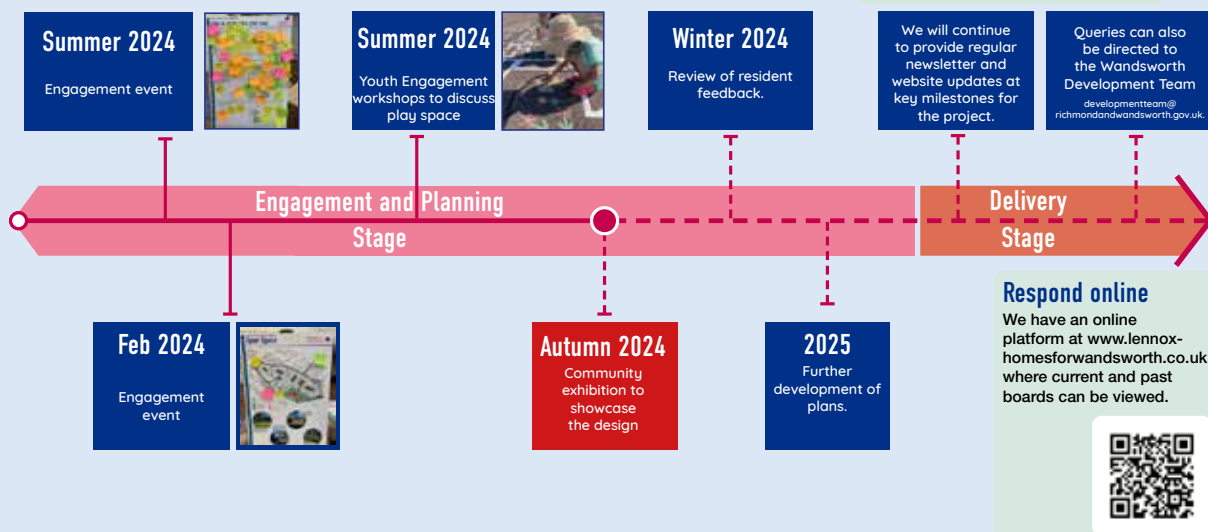 Summer 2024
Engagement event
Summer 2024
Youth Engagement
workshops to discuss
play space
Winter 2024
Review of resident
feedback.
We will continue
to provide regular
newsletter and
website updates at
key milestones for
the project.
Queries can also
be directed to
the Wandsworth
Development Team
developmentteam@
richmondandwandsworth.gov.uk.
Engagement and Planning
Stage
Delivery
Stage
Feb 2024
Engagement
event
Autumn 2024
Community
exhibition to
showcase
the design
2025
Further
development of
plans.
Respond online
We have an online
platform at www.lennox-
homesforwandsworth.co.uk
where current and past
boards can be viewed.